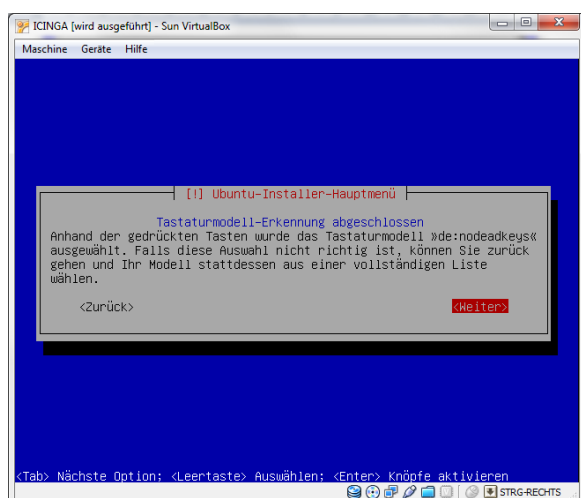 ICINGA [wird ausgeführt] - Sun VirtualBox
Maschine Geräte Hilfe
[!] Ubuntu-Installer-Hauptmenü
Tastaturmodell-Erkennung abgeschlossen
Anhand der gedrückten Tasten wurde das Tastaturmodell »de:nodeadkeys«
ausgewählt. Falls diese Auswahl nicht richtig ist, können Sie zurück
gehen und Ihr Modell stattdessen aus einer vollständigen Liste
wählen.
<Zurück> <Weiter>
<Tab> Nächste Option; <Leertaste> Auswählen; <Enter> Knöpfe aktivieren
STRG-RECHTS